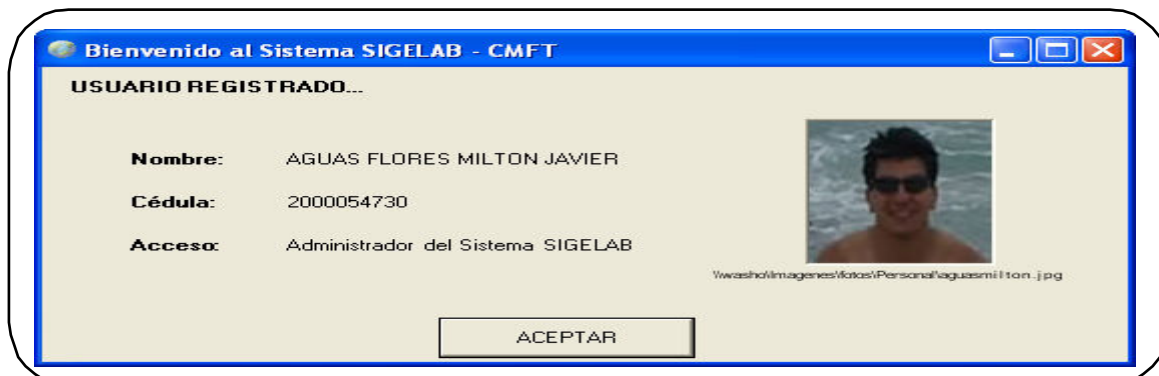 Bienvenido al Sistema SIGELAB - CMFT
USUARIO REGISTRADO...
Nombre: AGUAS FLORES MILTON JAVIER
Cédula: 2000054730
Acceso: Administrador del Sistema SIGELAB
\\washo\Imagenes\fotos\Personal\aguasmilton.jpg
ACEPTAR